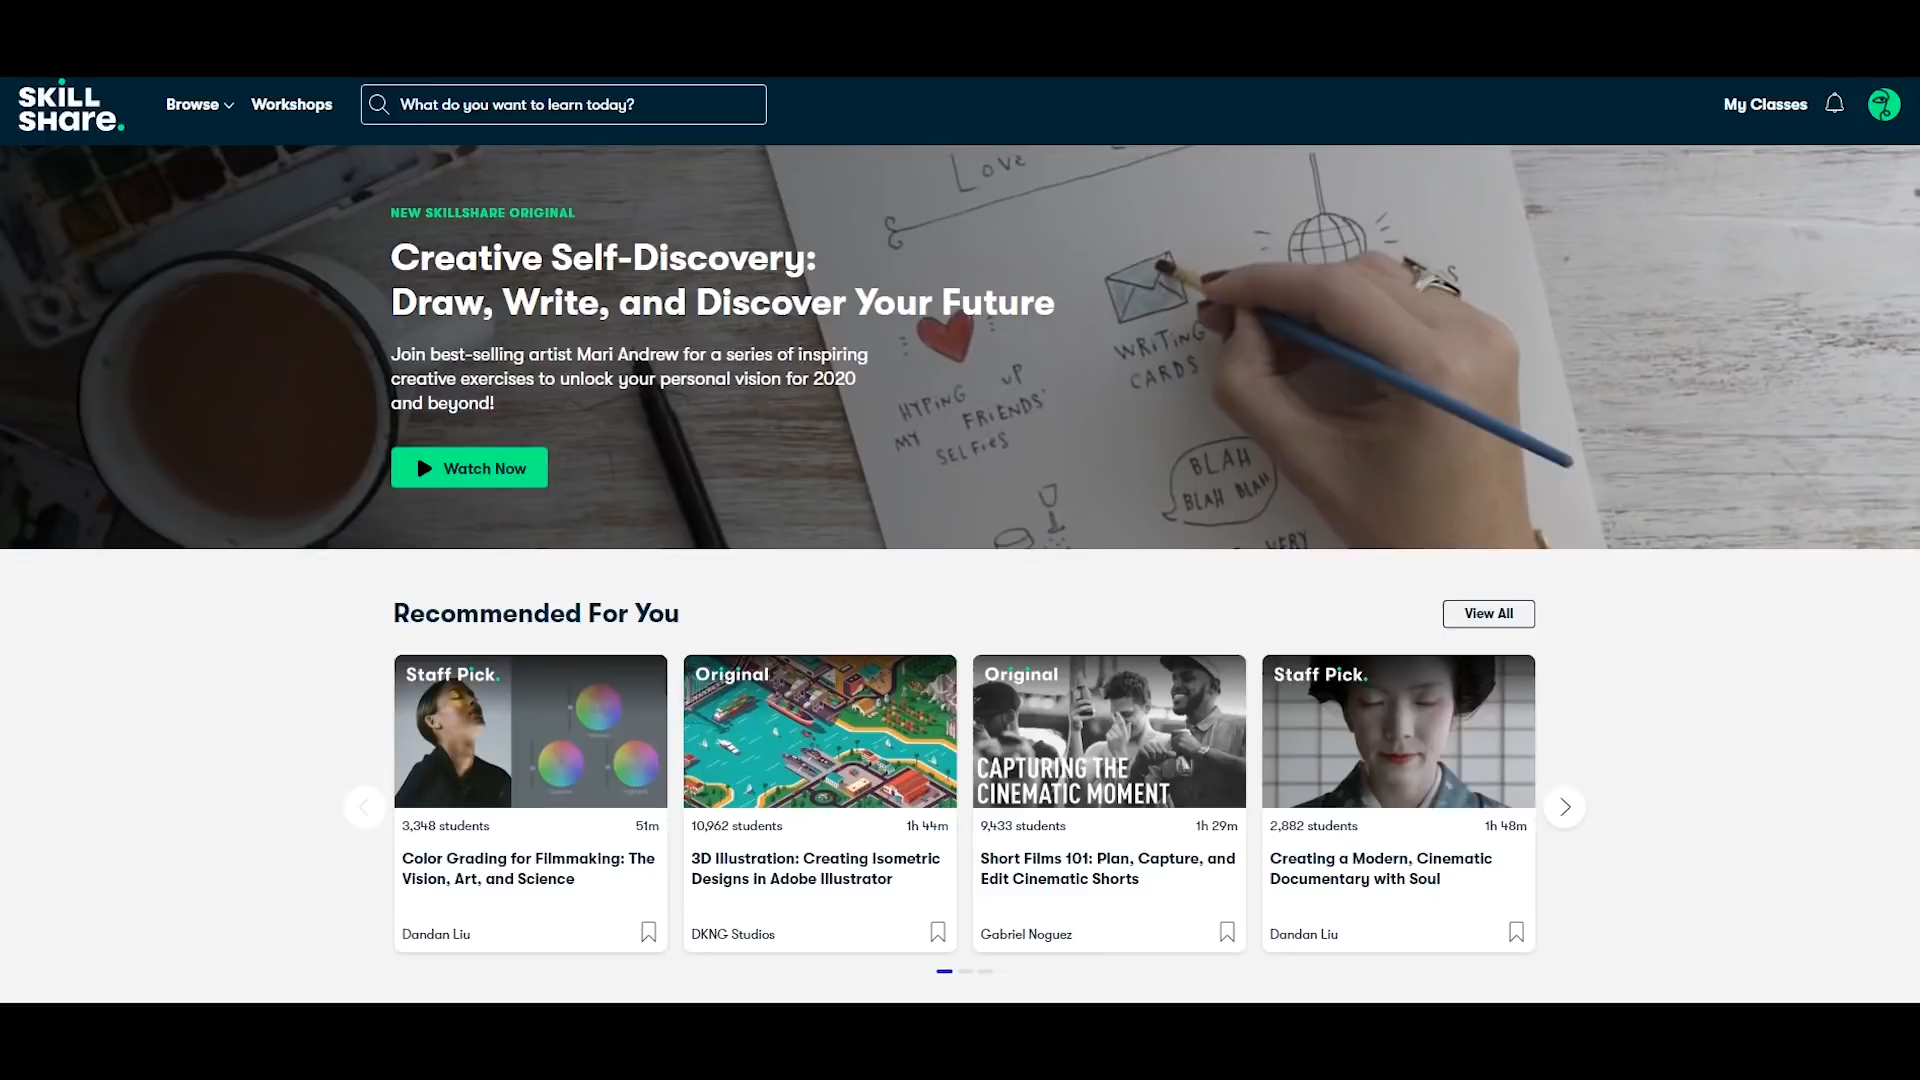 SKILL
SHare.
Browse
Workshops
What do you want to learn today?
My Classes
Love
NEW SKILLSHARE ORIGINAL
Creative Self-Discovery:
Draw, Write, and Discover Your Future
Join best-selling artist Mari Andrew for a series of inspiring
creative exercises to unlock your personal vision for 2020
and beyond!
Watch Now
WRITING
CARDS
HYPING UP
MY FRIENDS'
SELFIES
BLAH
BLAH BLAH
VERY
Recommended For You
View All
Staff Pick.
Original
Original
CAPTURING THE
CINEMATIC MOMENT
Staff Pick.
3,348 students 51m
Color Grading for Filmmaking: The
Vision, Art, and Science
Dandan Liu
10,962 students 1h 44m
3D Illustration: Creating Isometric
Designs in Adobe Illustrator
DKNG Studios
9,433 students 1h 29m
Short Films 101: Plan, Capture, and
Edit Cinematic Shorts
Gabriel Noguez
2,882 students 1h 48m
Creating a Modern, Cinematic
Documentary with Soul
Dandan Liu